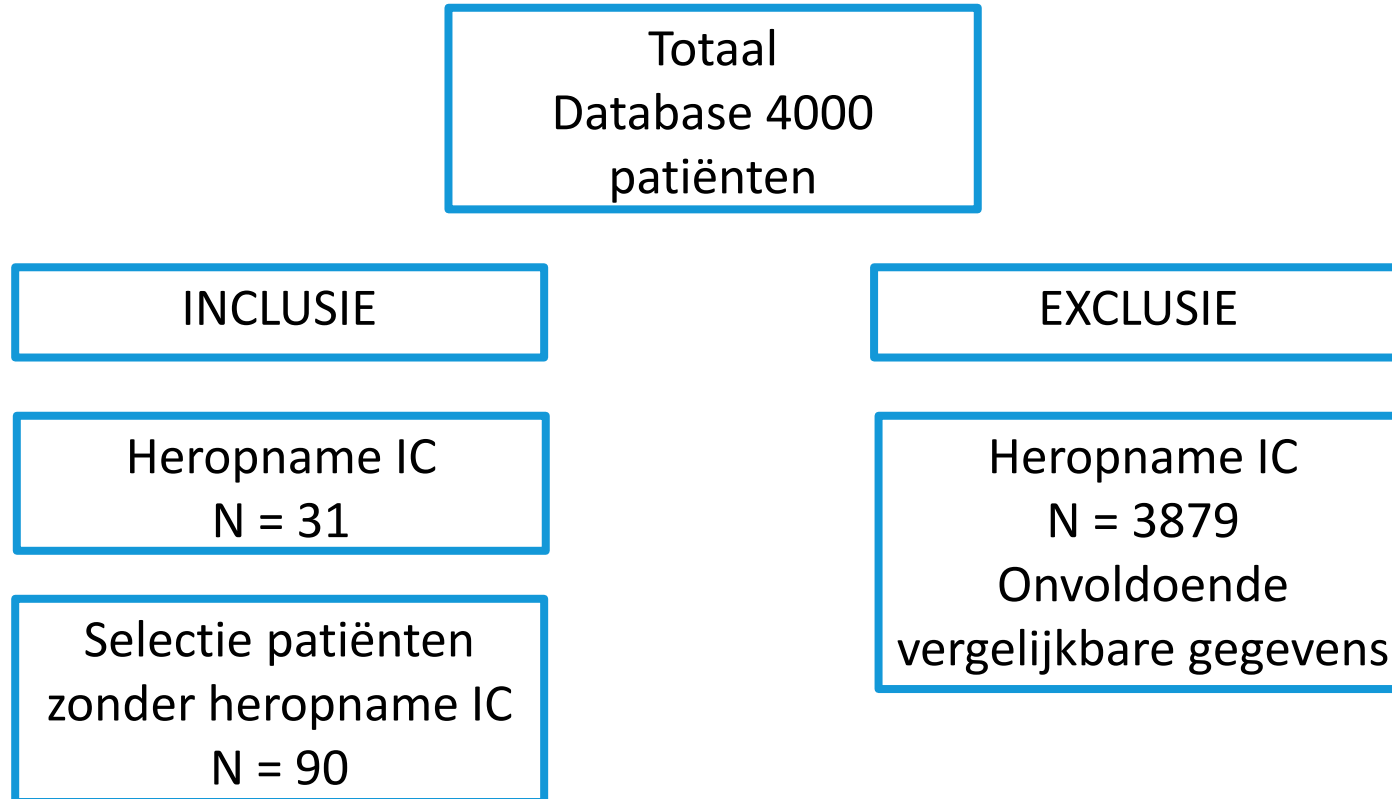 Totaal
Database 4000
patiënten
INCLUSIE
EXCLUSIE
Heropname IC
N = 31
Heropname IC
N = 3879
Onvoldoende
vergelijkbare gegevens
Selectie patiënten
zonder heropname IC
N = 90